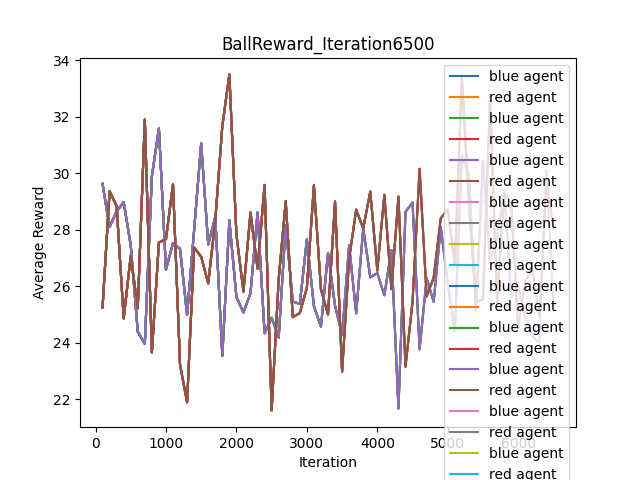 BallReward_Iteration6500
Average Reward
34
32
30
28
26
24
22
0
1000
2000
3000
4000
5000
6000
Iteration
blue agent
red agent
blue agent
red agent
blue agent
red agent
blue agent
red agent
blue agent
red agent
blue agent
red agent
blue agent
red agent
blue agent
red agent
blue agent
red agent
blue agent
red agent